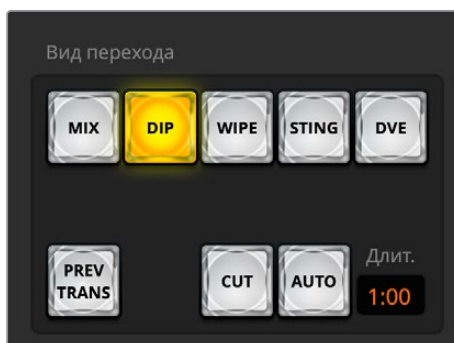 Вид перехода
MIX DIP WIPE STING DVE
PREV TRANS CUT AUTO Длит. 1:00